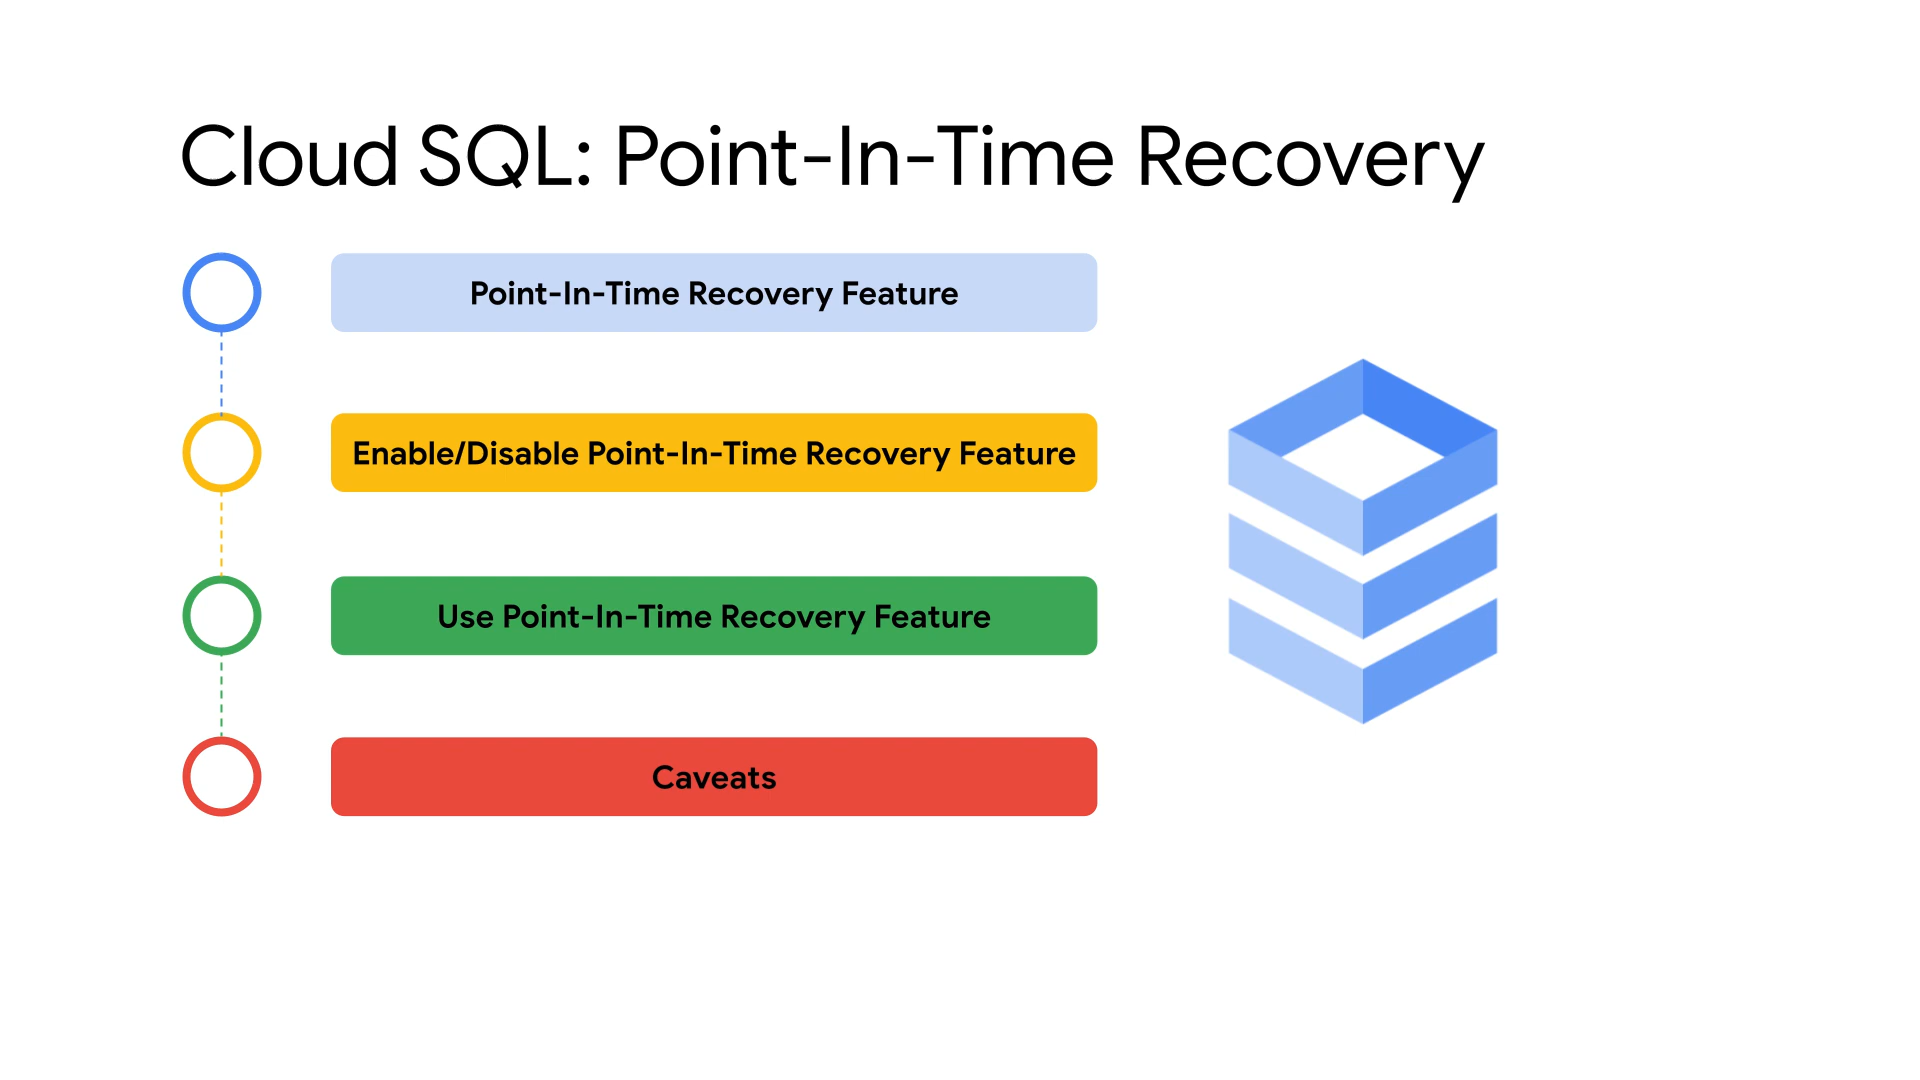 Cloud SQL: Point-In-Time Recovery
Point-In-Time Recovery Feature
Enable/Disable Point-In-Time Recovery Feature
Use Point-In-Time Recovery Feature
Caveats